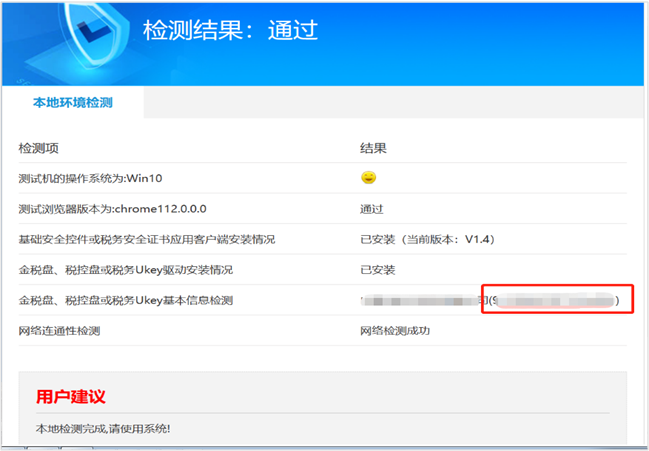 检测结果：通过
本地环境检测
检测项 结果
测试机的操作系统为:Win10
测试浏览器版本为:chrome112.0.0.0 通过
基础安全控件或税务安全证书应用客户端安装情况 已安装（当前版本：V1.4）
金税盘、税控盘或税务Ukey驱动安装情况 已安装
金税盘、税控盘或税务Ukey基本信息检测 (9 )
网络连通性检测 网络检测成功
用户建议
本地检测完成,请使用系统!